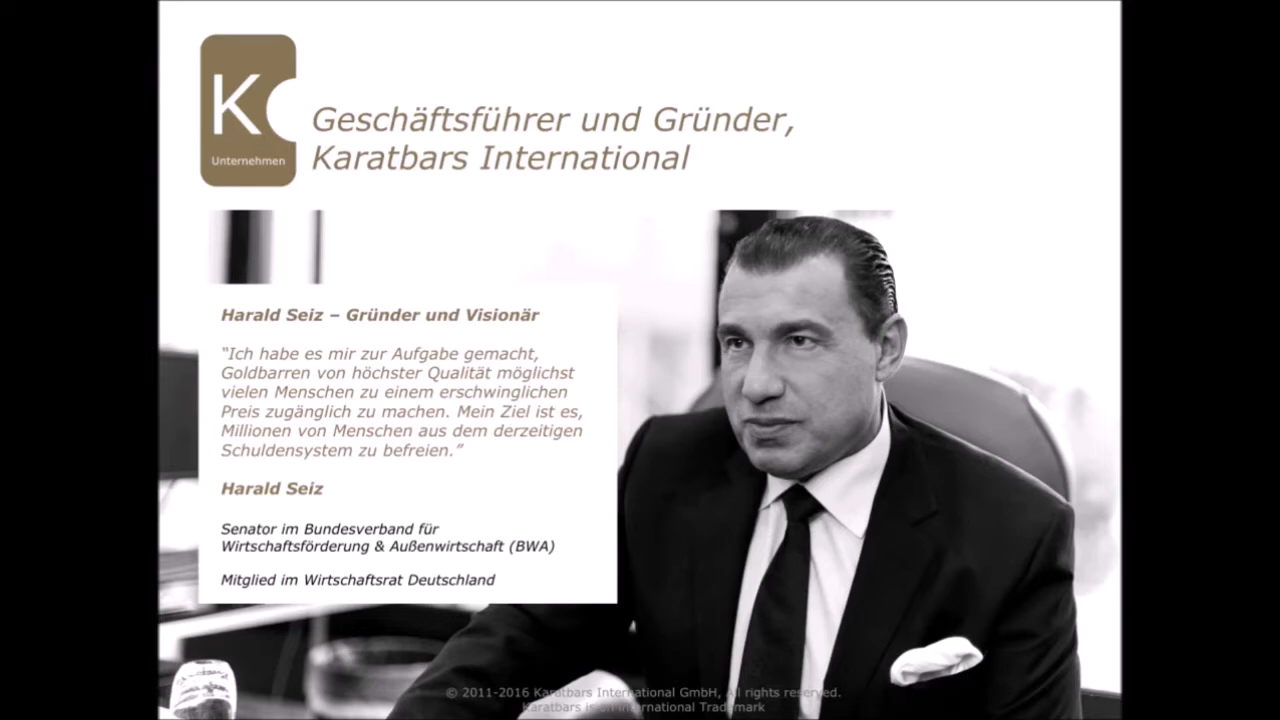 K
Unternehmen
Geschäftsführer und Gründer,
Karatbars International
Harald Seiz – Gründer und Visionär
“Ich habe es mir zur Aufgabe gemacht,
Goldbarren von höchster Qualität möglichst
vielen Menschen zu einem erschwinglichen
Preis zugänglich zu machen. Mein Ziel ist es,
Millionen von Menschen aus dem derzeitigen
Schuldensystem zu befreien.”
Harald Seiz
Senator im Bundesverband für
Wirtschaftsförderung & Außenwirtschaft (BWA)
Mitglied im Wirtschaftsrat Deutschland
© 2011-2016 Karatbars International GmbH, All rights reserved.
Karatbars is an International Trademark